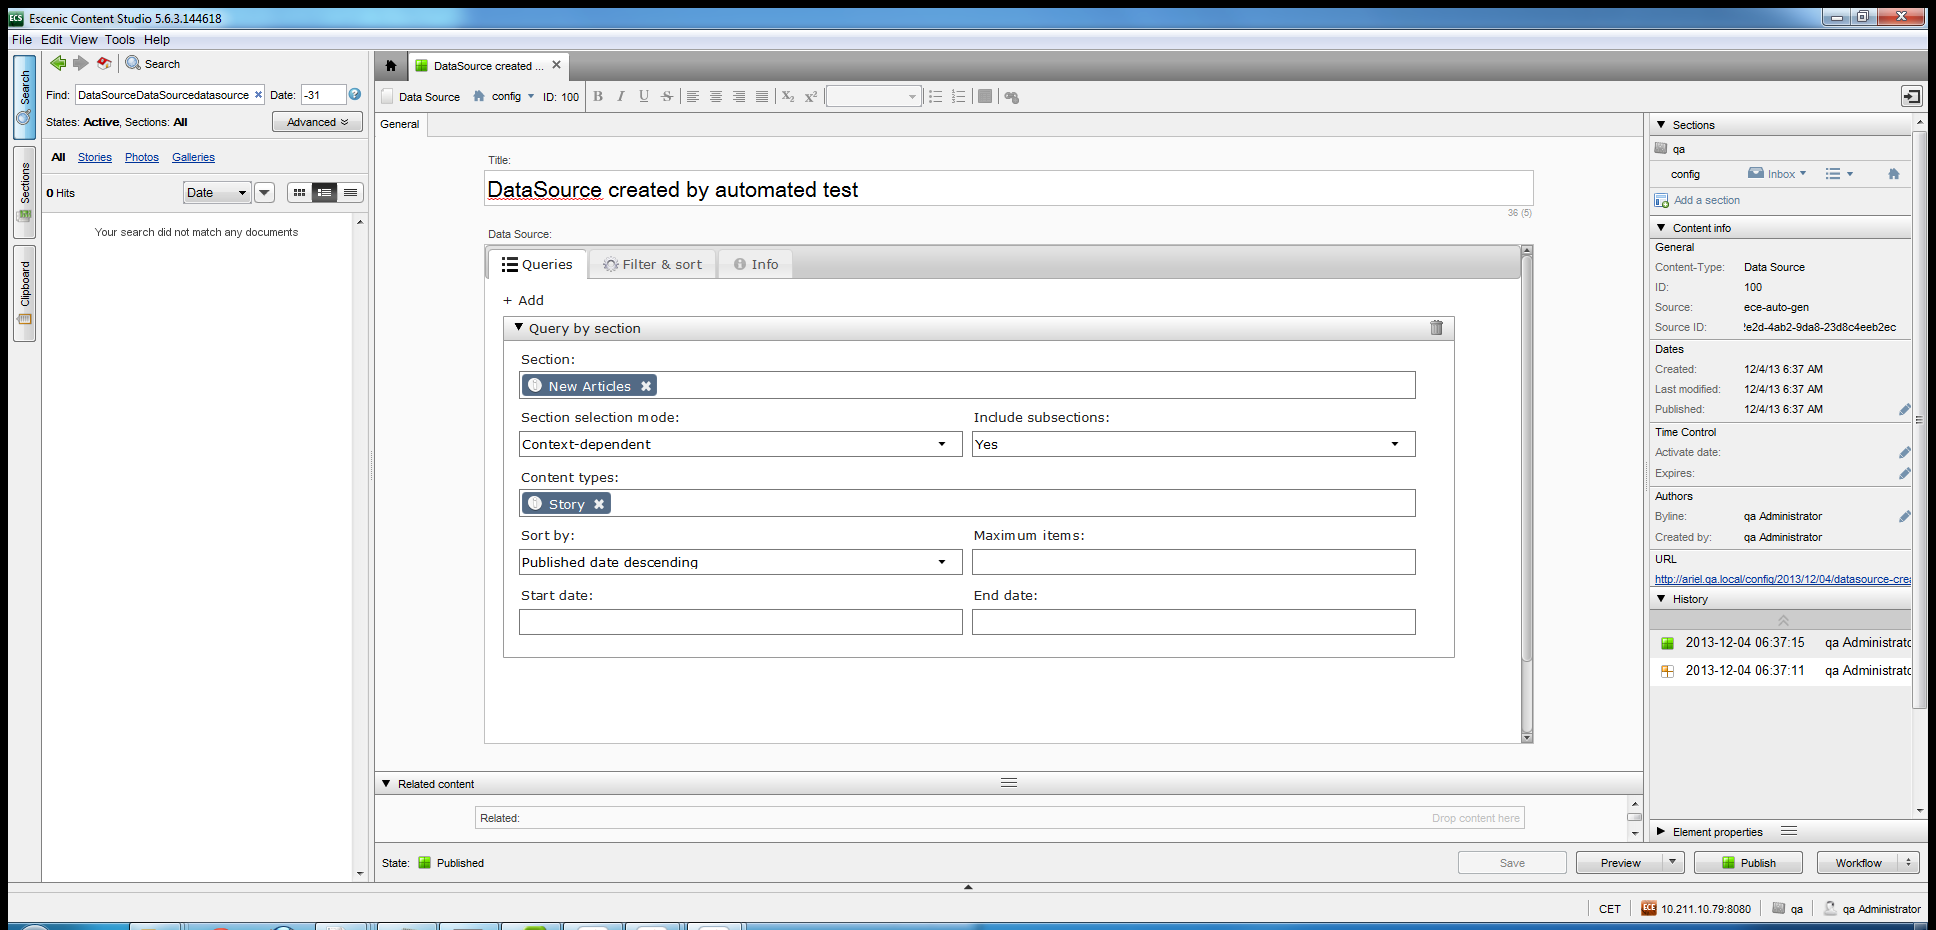 Escenic Content Studio 5.6.3.144618
File Edit View Tools Help
Search
Sections
Clipboard
Search
Find: DataSourceDataSourcedatasource Date: -31
States: Active, Sections: All Advanced
All Stories Photos Galleries
0 Hits Date
Your search did not match any documents
DataSource created ...
Data Source config ID: 100 B I U S X2 X2
General
Title:
DataSource created by automated test
36 (5)
Data Source:
Queries Filter & sort Info
+ Add
Query by section
Section:
New Articles
Section selection mode: Include subsections:
Context-dependent Yes
Content types:
Story
Sort by: Maximum items:
Published date descending
Start date: End date:
Related content
Related: Drop content here
State: Published Save Preview Publish Workflow
Sections
qa
config Inbox
Add a section
Content info
General
Content-Type: Data Source
ID: 100
Source: ece-auto-gen
Source ID: !e2d-4ab2-9da8-23d8c4eeb2ec
Dates
Created: 12/4/13 6:37 AM
Last modified: 12/4/13 6:37 AM
Published: 12/4/13 6:37 AM
Time Control
Activate date:
Expires:
Authors
Byline: qa Administrator
Created by: qa Administrator
URL
http://ariel.qa.local/config/2013/12/04/datasource-crea
History
2013-12-04 06:37:15 qa Administratc
2013-12-04 06:37:11 qa Administratc
Element properties
CET ECE 10.211.10.79:8080 qa qa Administrator